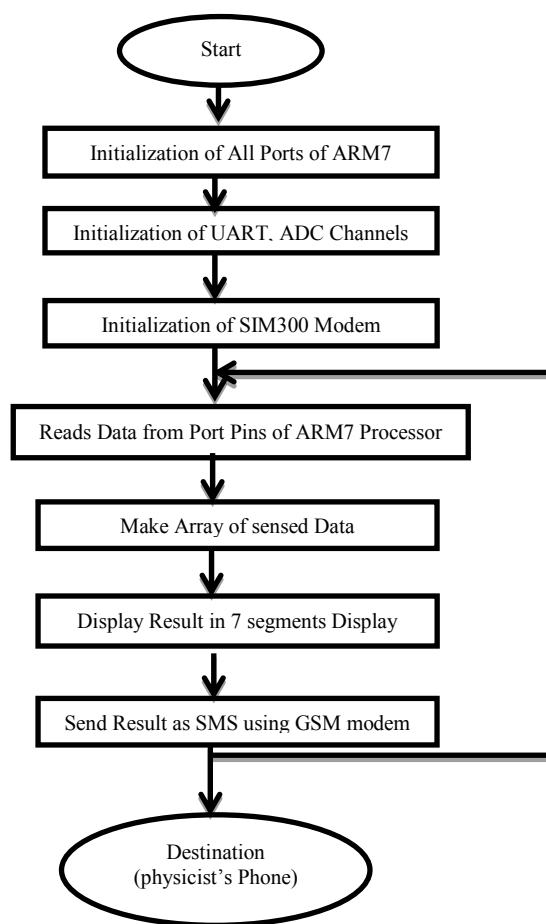 Start
Initialization of All Ports of ARM7
Initialization of UART, ADC Channels
Initialization of SIM300 Modem
Reads Data from Port Pins of ARM7 Processor
Make Array of sensed Data
Display Result in 7 segments Display
Send Result as SMS using GSM modem
Destination
(physicist’s Phone)